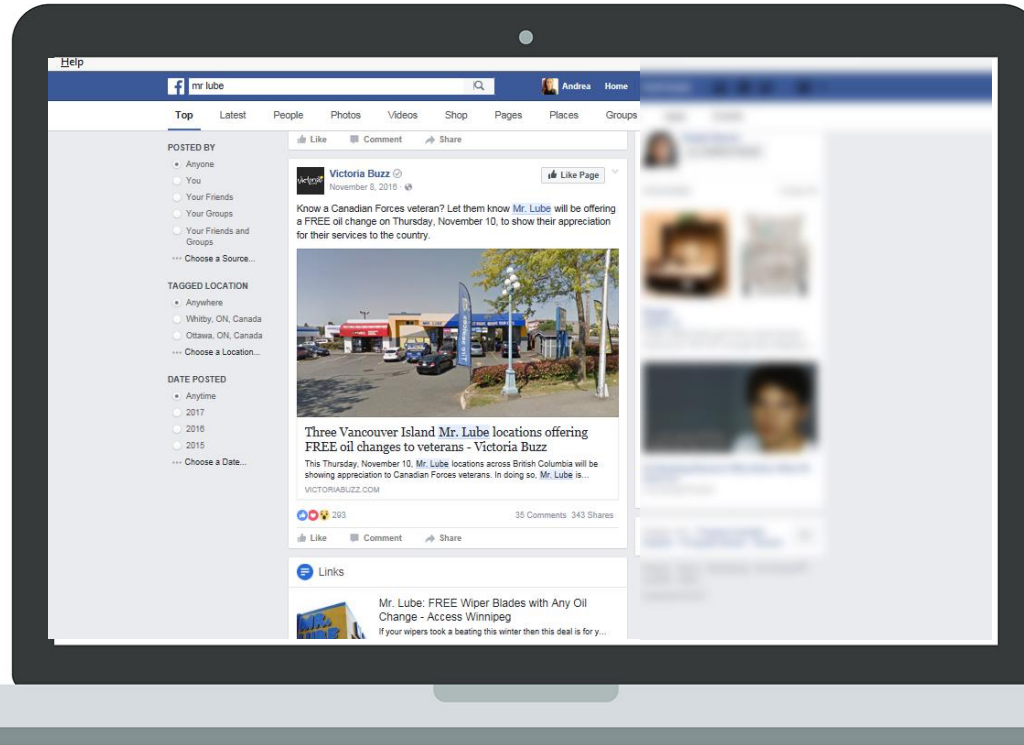 Help
mr lube
Andrea Home
Top Latest People Photos Videos Shop Pages Places Groups
Like Comment Share
POSTED BY
Anyone
You
Your Friends
Your Groups
Your Friends and
Groups
Choose a Source...
TAGGED LOCATION
Anywhere
Whitby, ON, Canada
Ottawa, ON, Canada
Choose a Location...
DATE POSTED
Anytime
2017
2016
2015
Choose a Date...
Victoria Buzz
Like Page
November 8, 2016 ·
Know a Canadian Forces veteran? Let them know Mr. Lube will be offering
a FREE oil change on Thursday, November 10, to show their appreciation
for their services to the country.
Three Vancouver Island Mr. Lube locations offering
FREE oil changes to veterans - Victoria Buzz
This Thursday, November 10, Mr. Lube locations across British Columbia will be
showing appreciation to Canadian Forces veterans. In doing so, Mr. Lube is...
VICTORIABUZZ.COM
293 35 Comments 343 Shares
Like Comment Share
Links
Mr. Lube: FREE Wiper Blades with Any Oil
Change - Access Winnipeg
If your wipers took a beating this winter then this deal is for y...
MR.
LUBE